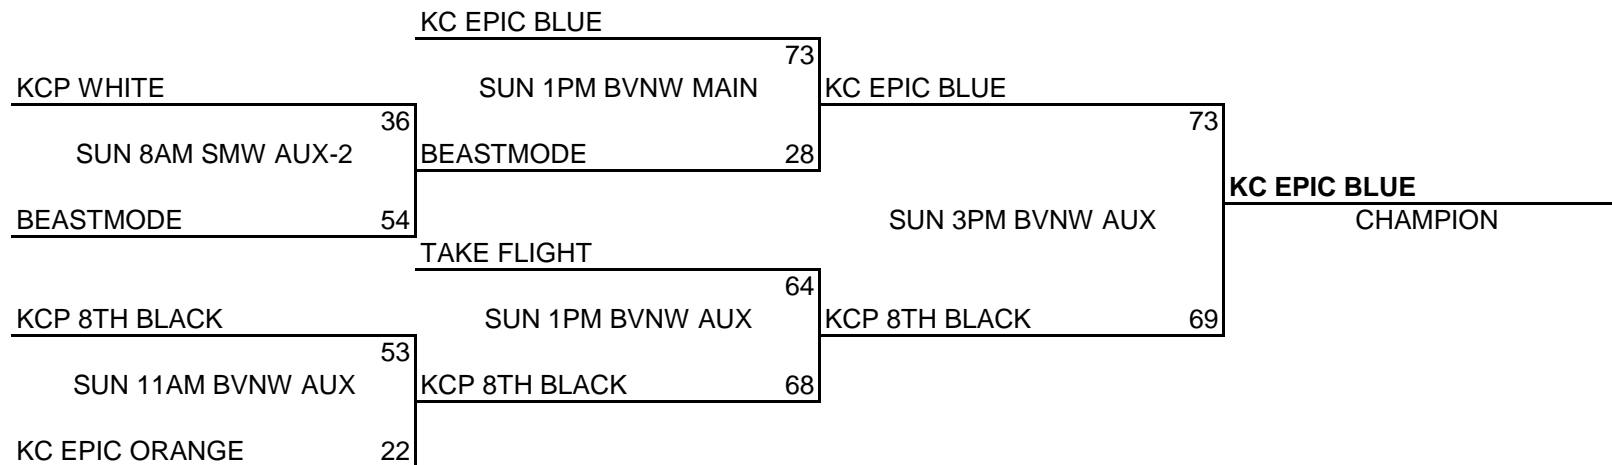 KC EPIC BLUE
73
KCP WHITE
SUN 1PM BVNW MAIN
KC EPIC BLUE
36
73
SUN 8AM SMW AUX-2
BEASTMODE
28
KC EPIC BLUE
BEASTMODE
54
SUN 3PM BVNW AUX
CHAMPION
TAKE FLIGHT
64
KCP 8TH BLACK
SUN 1PM BVNW AUX
KCP 8TH BLACK
69
53
SUN 11AM BVNW AUX
KCP 8TH BLACK
68
KC EPIC ORANGE
22